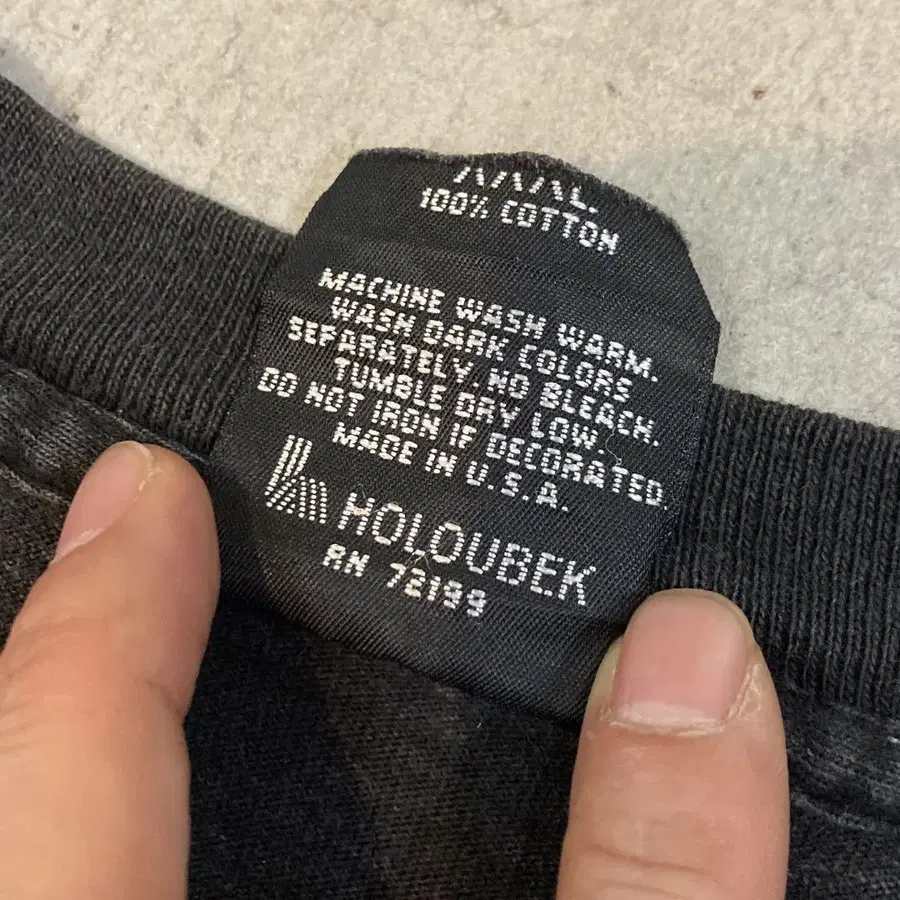 100% COTTON
MACHINE WASH WARM.
WASH DARK COLORS
SEPARATELY. NO BLEACH.
TUMBLE DRY LOW.
DO NOT IRON IF DECORATED.
MADE IN U.S.A.
HOLOUBEK
RN 72199